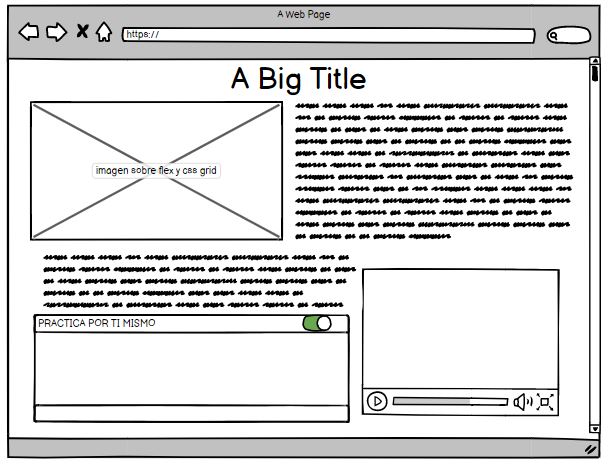 A Web Page
https://
A Big Title
imagen sobre flex y css grid
PRACTICA POR TI MISMO